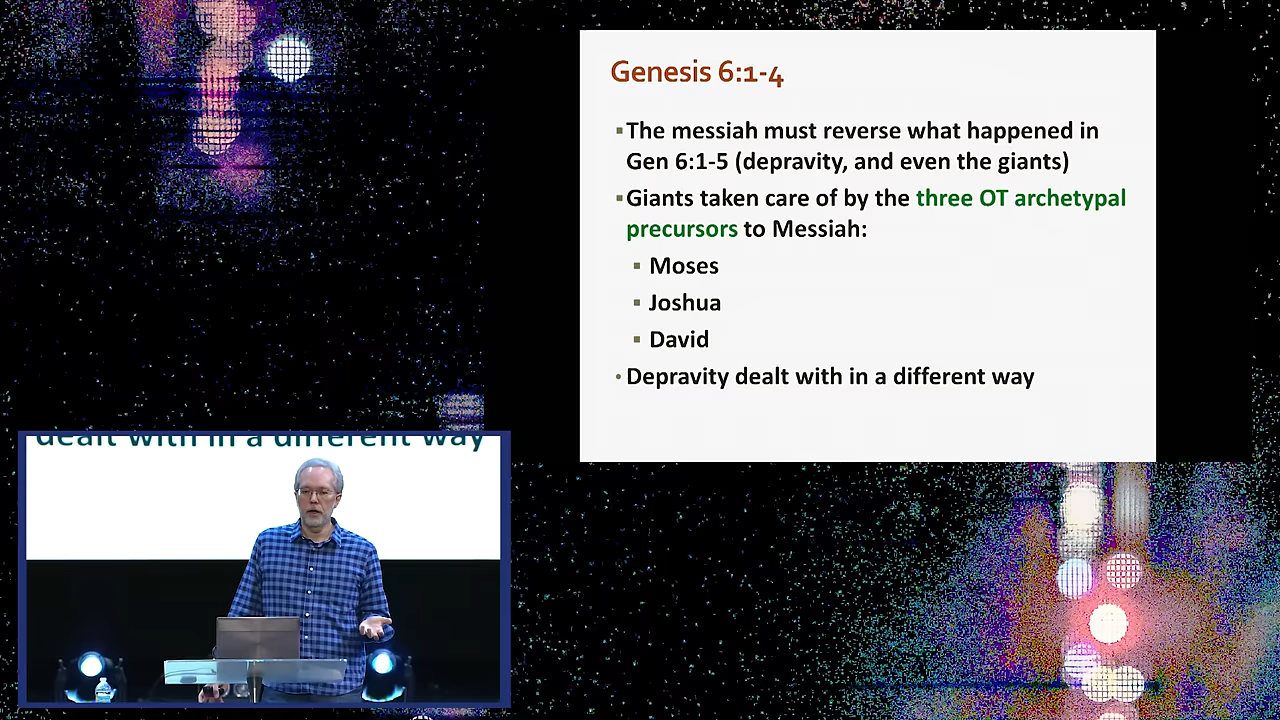 Genesis 6:1-4
▪The messiah must reverse what happened in
Gen 6:1-5 (depravity, and even the giants)
▪Giants taken care of by the three OT archetypal
precursors to Messiah:
▪ Moses
▪ Joshua
▪ David
• Depravity dealt with in a different way
dealt with in a different way